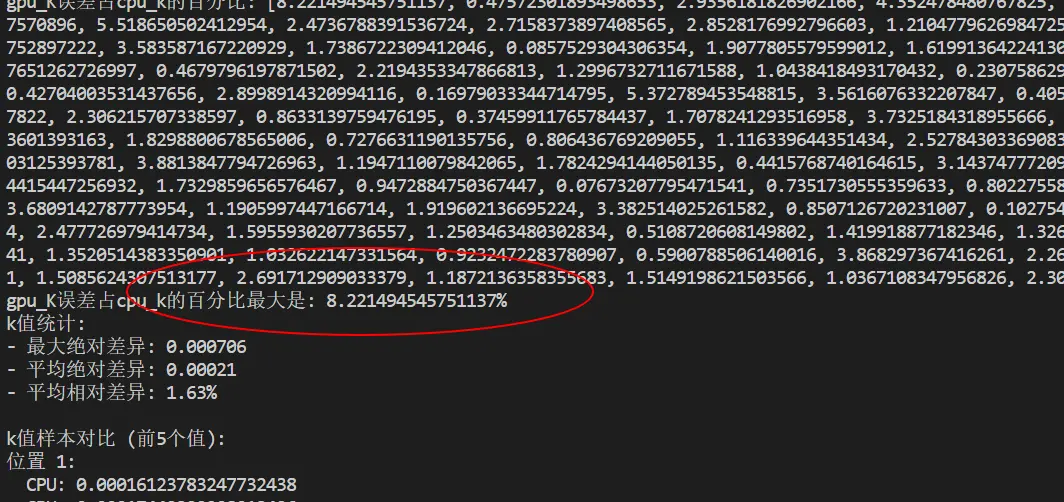 gpu_K误差占cpu_k的百分比: [8.221494545751137, 0.47572301895498653, 2.9356181826902166, 4.352478480767825,
7570896, 5.518650502412954, 2.4736788391536724, 2.7158373897408565, 2.8528176992796603, 1.2104779626984725
752897222, 3.583587167220929, 1.7386722309412046, 0.0857529304306354, 1.9077805579599012, 1.6199136422413
7651262726997, 0.4679796197871502, 2.2194353347866813, 1.2996732711671588, 1.0438418493170432, 0.230758629
0.42704003531437656, 2.8998914320994116, 0.16979033344714795, 5.372789453548815, 3.5616076332207847, 0.405
7822, 2.306215707338597, 0.8633139759476195, 0.37459911765784437, 1.7078241293516958, 3.7325184318955666,
3601393163, 1.8298800678565006, 0.7276631190135756, 0.806436769209055, 1.116339644351434, 2.52784303369083
03125393781, 3.8813847794726963, 1.1947110079842065, 1.7824294144050135, 0.4415768740164615, 3.14374777209
4415447256932, 1.7329859656576467, 0.9472884750367447, 0.07673207795471541, 0.7351730555359633, 0.80227558
3.6809142787773954, 1.1905997447166714, 1.919602136695224, 3.382514025261582, 0.8507126720231007, 0.102754
4, 2.477726979414734, 1.5955930207736557, 1.2503463480302834, 0.5108720608149802, 1.419918877182346, 1.326
41, 1.3520514383350901, 1.032622147331564, 0.9232472283780907, 0.5900788506140016, 3.868297367416261, 2.26
1, 1.5085624307513177, 2.6917129090333379, 1.1872136358355683, 1.5149198621503566, 1.0367108347956826, 2.30
gpu_K误差占cpu_k的百分比最大是: 8.221494545751137%
k值统计:
- 最大绝对差异: 0.000706
- 平均绝对差异: 0.00021
- 平均相对差异: 1.63%
k值样本对比 (前5个值):
位置 1:
CPU: 0.00016123783247732438